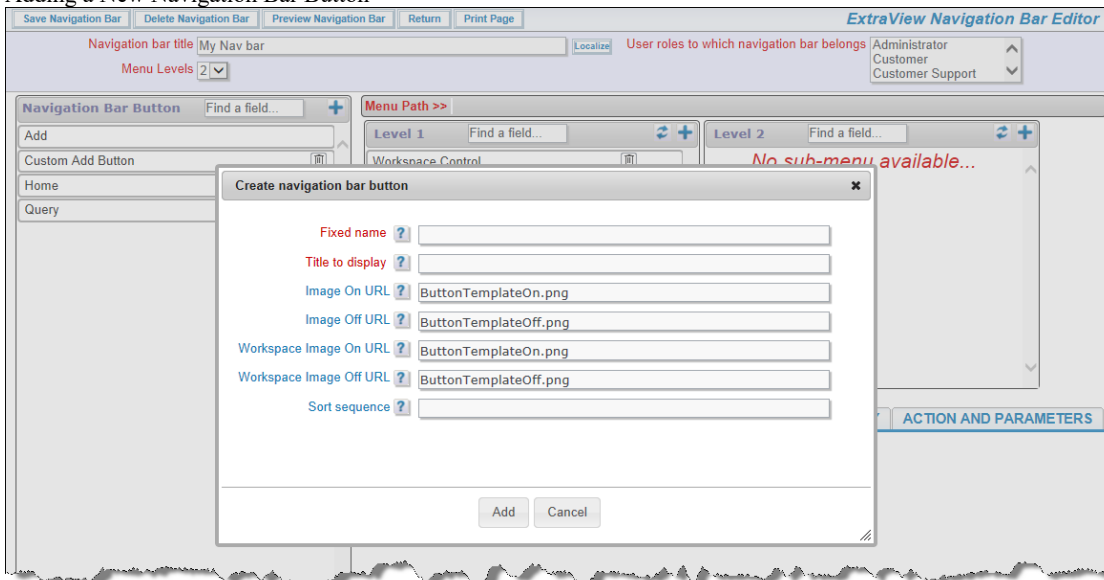 Adding a New Navigation Bar Button
Save Navigation Bar Delete Navigation Bar Preview Navigation Bar Return Print Page ExtraView Navigation Bar Editor
Navigation bar title My Nav bar Localize User roles to which navigation bar belongs Administrator
Customer
Menu Levels 2 Customer Support
Navigation Bar Button Find a field... Menu Path >>
Add Level 1 Find a field... Level 2 Find a field...
Custom Add Button Workspace Control No sub-menu available...
Home Create navigation bar button
Query
Fixed name ?
Title to display ?
Image On URL ? ButtonTemplateOn.png
Image Off URL ? ButtonTemplateOff.png
Workspace Image On URL ? ButtonTemplateOn.png
Workspace Image Off URL ? ButtonTemplateOff.png
Sort sequence ?
ACTION AND PARAMETERS
Add Cancel